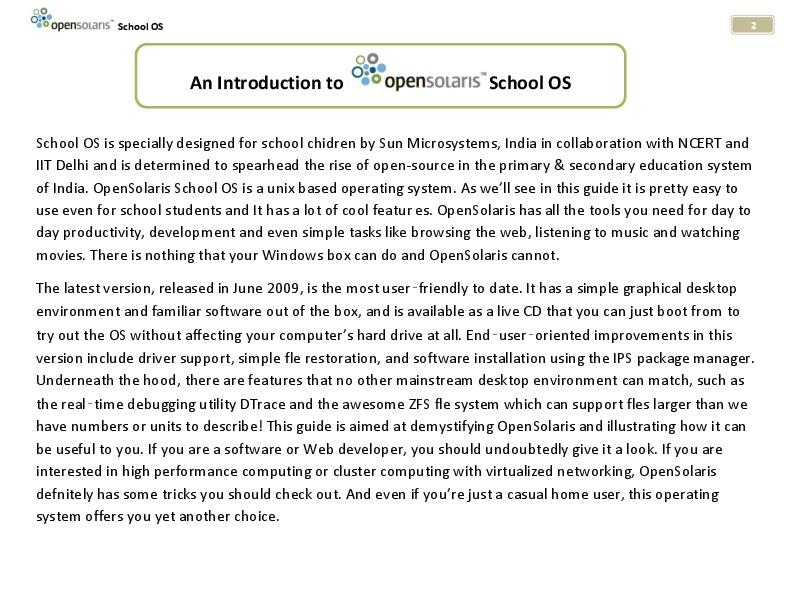 opensolaris™ School OS
2
An Introduction to opensolaris™ School OS
School OS is specially designed for school chidren by Sun Microsystems, India in collaboration with NCERT and
IIT Delhi and is determined to spearhead the rise of open-source in the primary & secondary education system
of India. OpenSolaris School OS is a unix based operating system. As we’ll see in this guide it is pretty easy to
use even for school students and It has a lot of cool featur es. OpenSolaris has all the tools you need for day to
day productivity, development and even simple tasks like browsing the web, listening to music and watching
movies. There is nothing that your Windows box can do and OpenSolaris cannot.
The latest version, released in June 2009, is the most user-friendly to date. It has a simple graphical desktop
environment and familiar software out of the box, and is available as a live CD that you can just boot from to
try out the OS without affecting your computer’s hard drive at all. End-user-oriented improvements in this
version include driver support, simple fle restoration, and software installation using the IPS package manager.
Underneath the hood, there are features that no other mainstream desktop environment can match, such as
the real-time debugging utility DTrace and the awesome ZFS fle system which can support fles larger than we
have numbers or units to describe! This guide is aimed at demystifying OpenSolaris and illustrating how it can
be useful to you. If you are a software or Web developer, you should undoubtedly give it a look. If you are
interested in high performance computing or cluster computing with virtualized networking, OpenSolaris
defnitely has some tricks you should check out. And even if you’re just a casual home user, this operating
system offers you yet another choice.